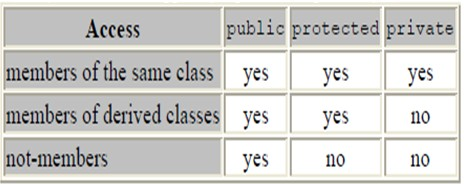 Access public protected private
members of the same class yes yes yes
members of derived classes yes yes no
not-members yes no no